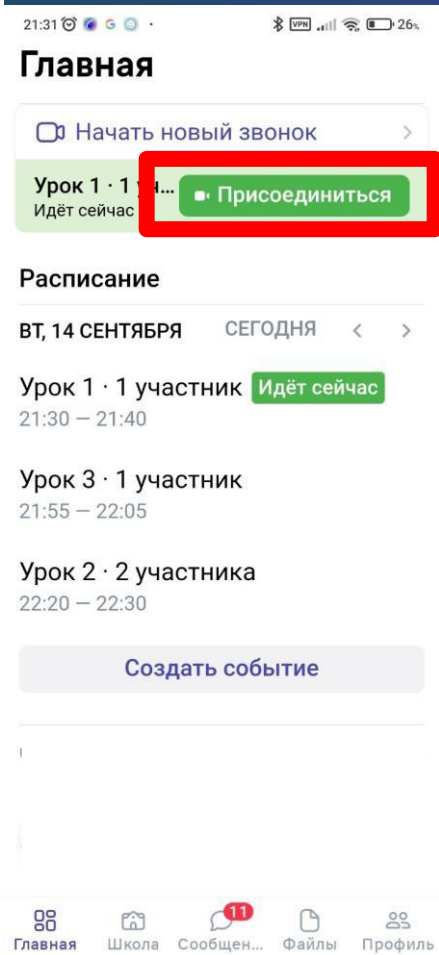 21:31 G VPN 26%
Главная
Начать новый звонок
Урок 1 · 1 уч... Присоединиться
Идёт сейчас
Расписание
ВТ, 14 СЕНТЯБРЯ СЕГОДНЯ
Урок 1 · 1 участник Идёт сейчас
21:30 — 21:40
Урок 3 · 1 участник
21:55 — 22:05
Урок 2 · 2 участника
22:20 — 22:30
Создать событие
11
Главная Школа Сообщен... Файлы Профиль